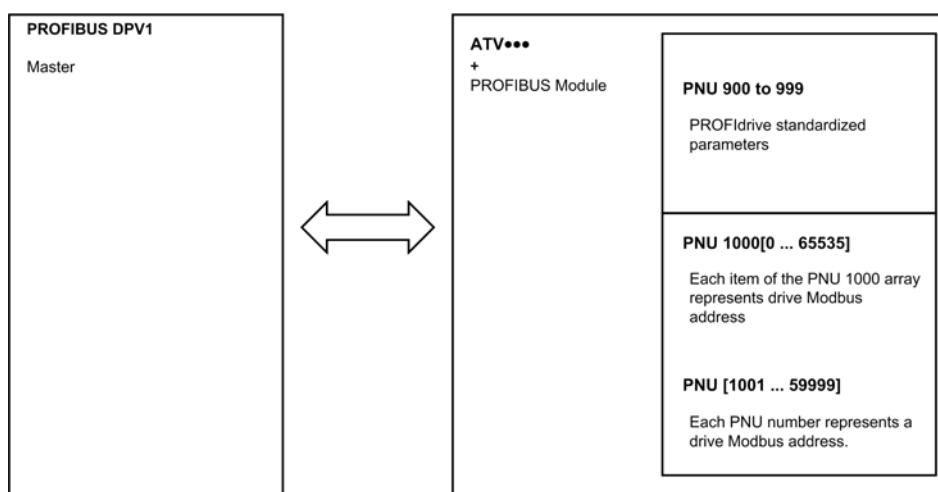 PROFIBUS DPV1
Master
ATV•••
+
PROFIBUS Module
PNU 900 to 999
PROFIdrive standardized
parameters
PNU 1000[0 ... 65535]
Each item of the PNU 1000 array
represents drive Modbus
address
PNU [1001 ... 59999]
Each PNU number represents a
drive Modbus address.